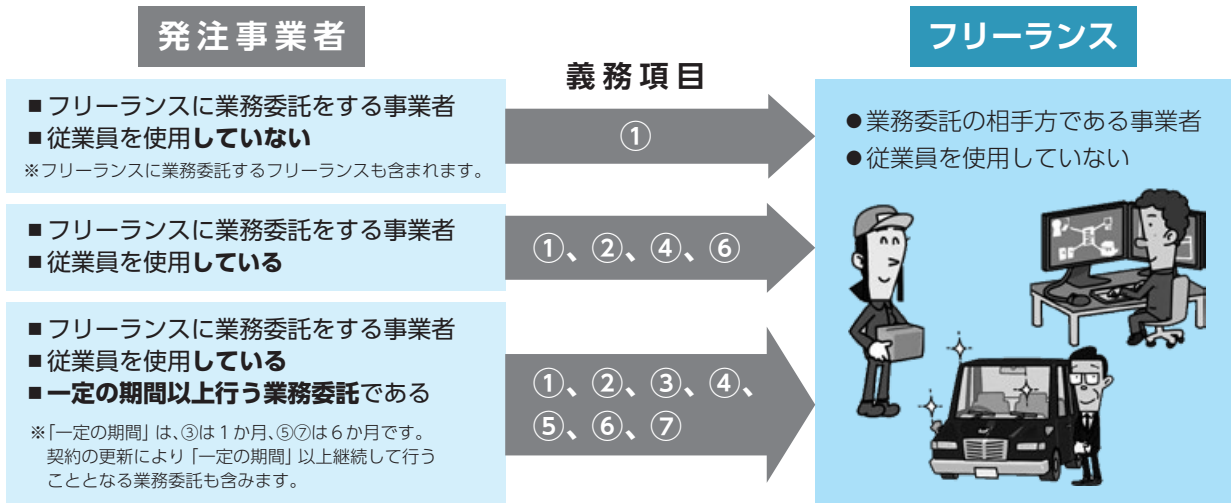 発注事業者
フリーランス
義務項目
■フリーランスに業務委託をする事業者
■従業員を使用していない
※フリーランスに業務委託するフリーランスも含まれます。
①
■フリーランスに業務委託をする事業者
■従業員を使用している
①、②、④、⑥
■フリーランスに業務委託をする事業者
■従業員を使用している
■一定の期間以上行う業務委託である
※「一定の期間」は、③は1か月、⑤⑦は6か月です。
契約の更新により「一定の期間」以上継続して行う
こととなる業務委託も含みます。
①、②、③、④、
⑤、⑥、⑦
●業務委託の相手方である事業者
●従業員を使用していない